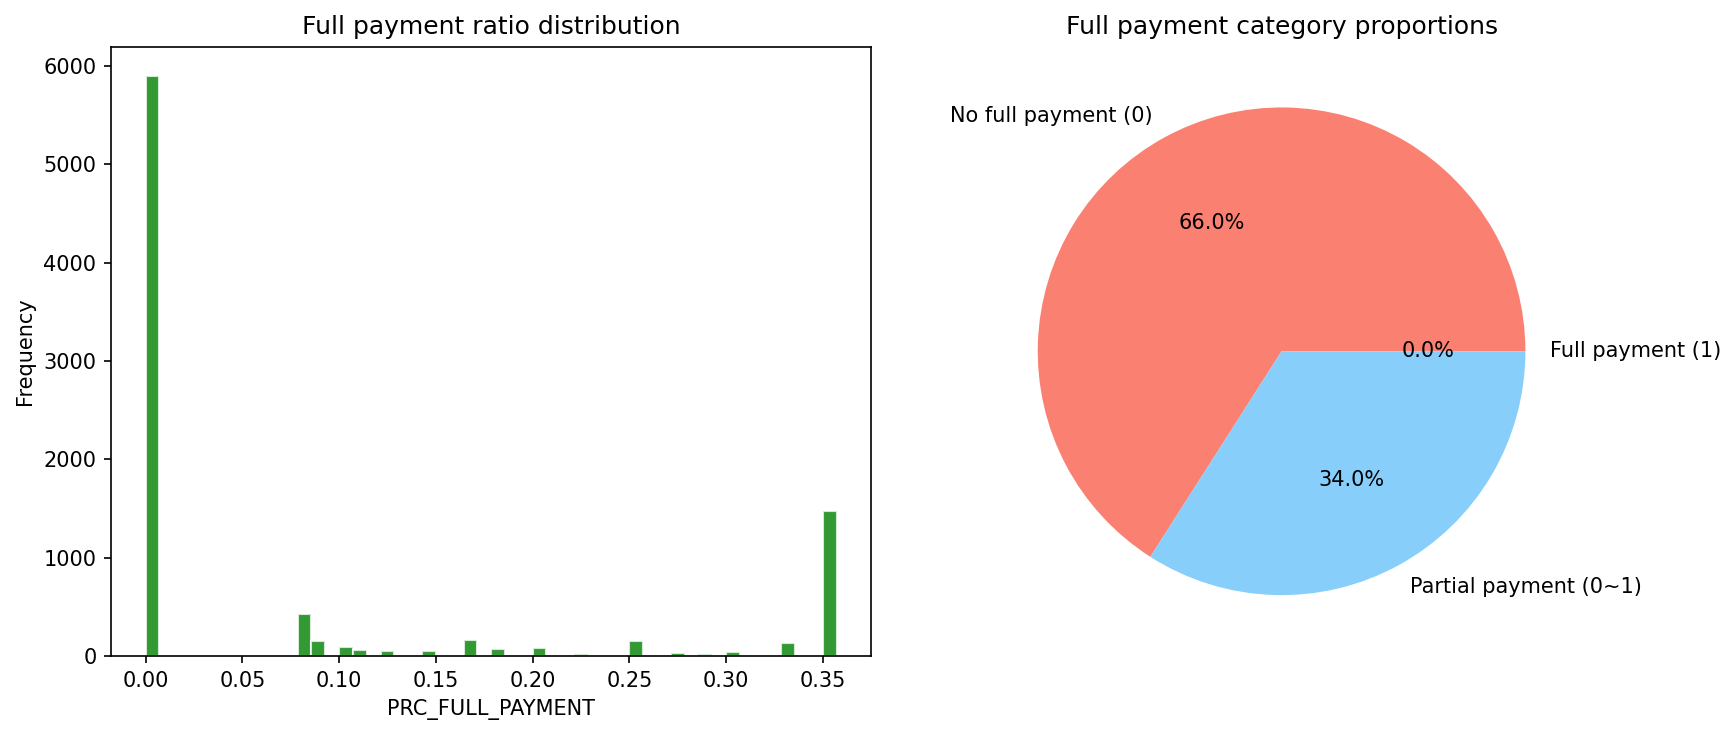 Full payment ratio distribution
Frequency
6000
5000
4000
3000
2000
1000
0
0.00 0.05 0.10 0.15 0.20 0.25 0.30 0.35
PRC_FULL_PAYMENT
Full payment category proportions
No full payment (0)
66.0%
0.0%
Full payment (1)
34.0%
Partial payment (0~1)